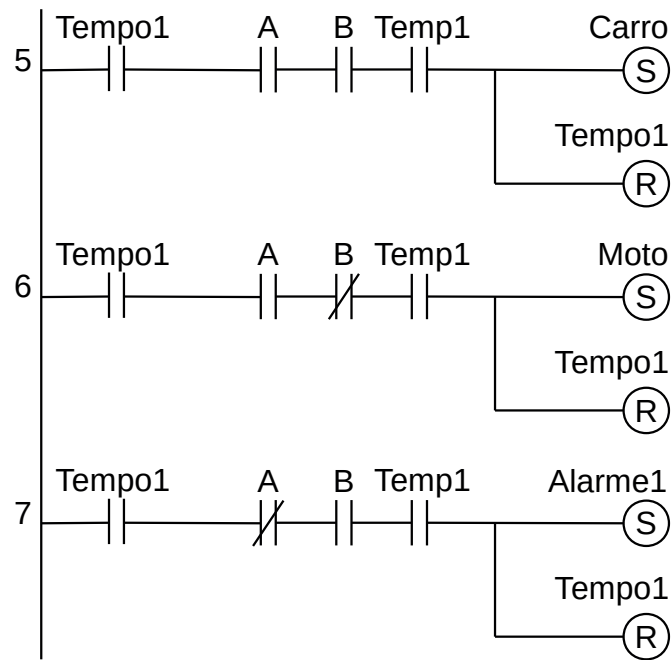 Tempo1 A B Temp1 Carro
5 S
Tempo1
R
Tempo1 A B Temp1 Moto
6 S
Tempo1
R
Tempo1 A B Temp1 Alarme1
7 S
Tempo1
R